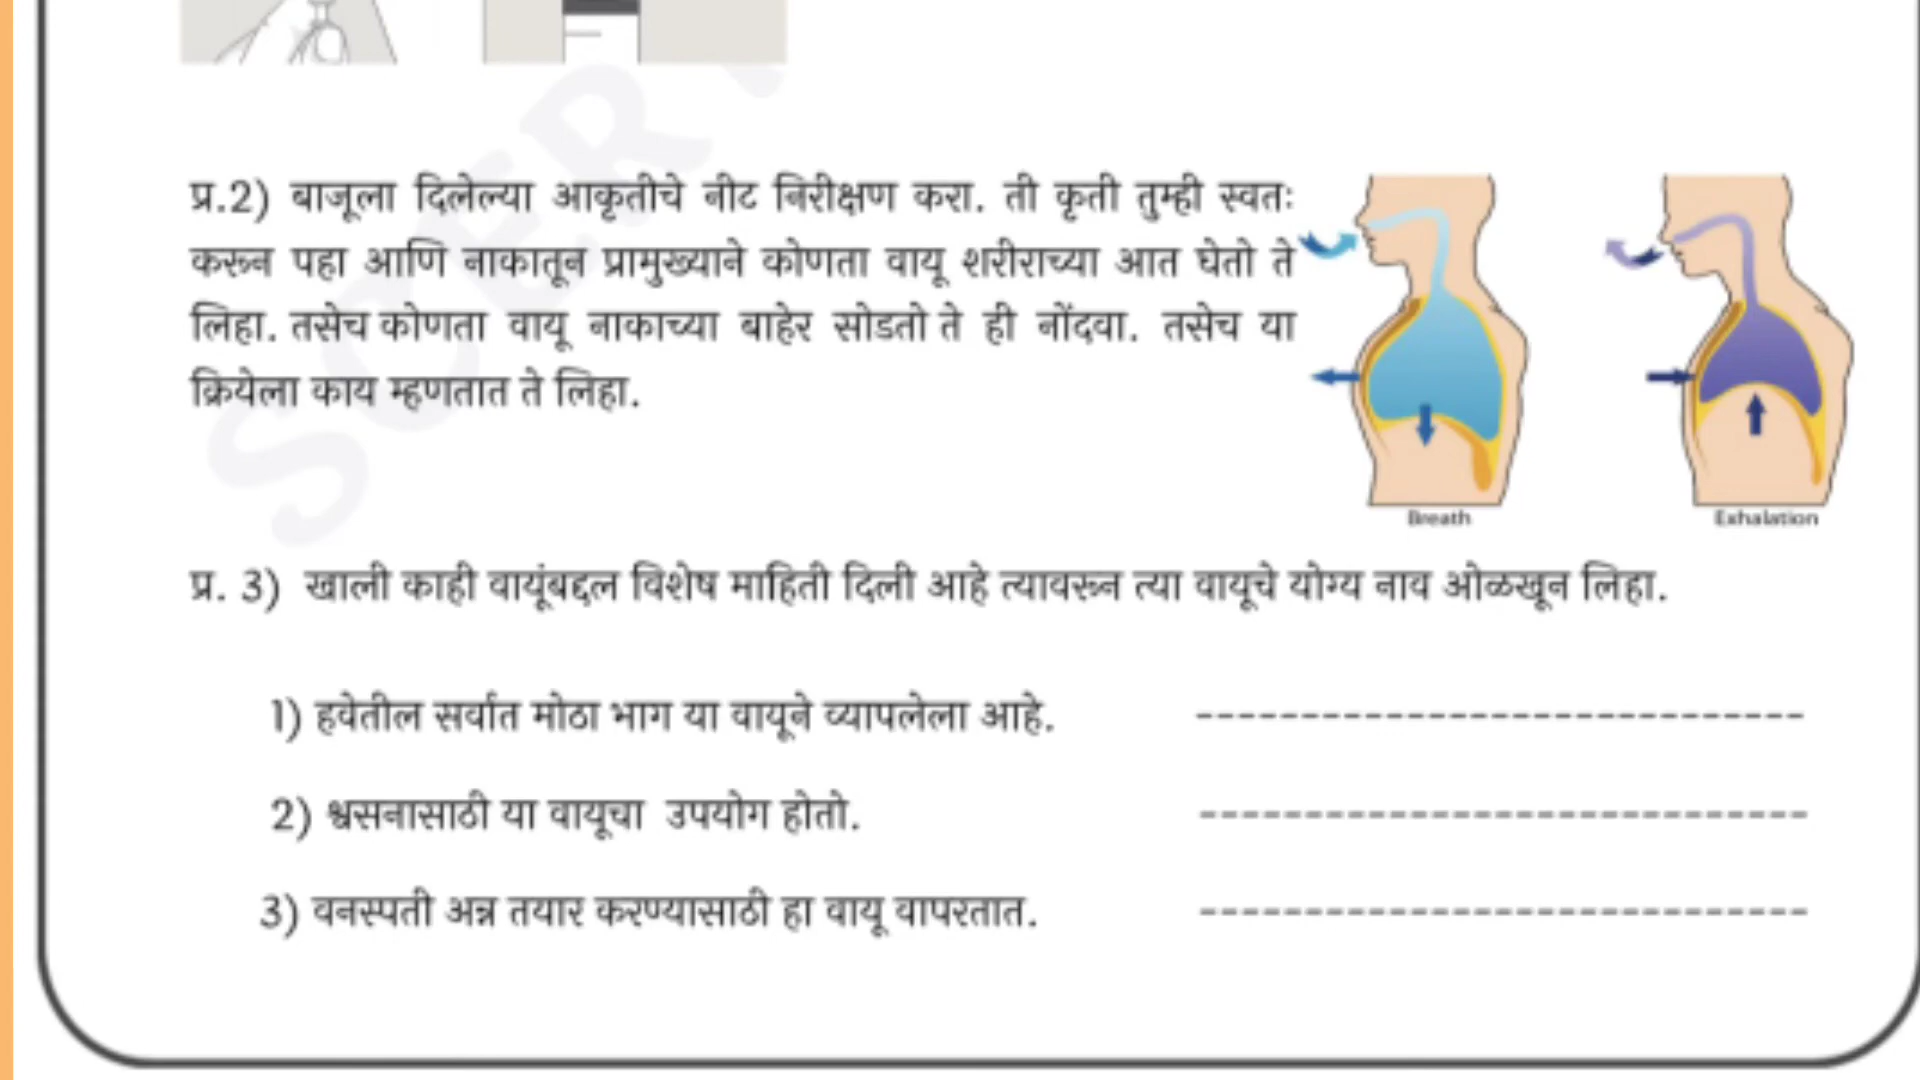 SCERT
प्र.2) बाजूला दिलेल्या आकृतीचे नीट निरीक्षण करा. ती कृती तुम्ही स्वतः
करून पहा आणि नाकातून प्रामुख्याने कोणता वायू शरीराच्या आत घेतो ते
लिहा. तसेच कोणता वायू नाकाच्या बाहेर सोडतो ते ही नोंदवा. तसेच या
क्रियेला काय म्हणतात ते लिहा.
Breath
Exhalation
प्र. 3) खाली काही वायूंबद्दल विशेष माहिती दिली आहे त्यावरून त्या वायूचे योग्य नाव ओळखून लिहा.
1) हवेतील सर्वात मोठा भाग या वायूने व्यापलेला आहे. -----------------------------
2) श्वसनासाठी या वायूचा उपयोग होतो. -----------------------------
3) वनस्पती अन्न तयार करण्यासाठी हा वायू वापरतात. -----------------------------